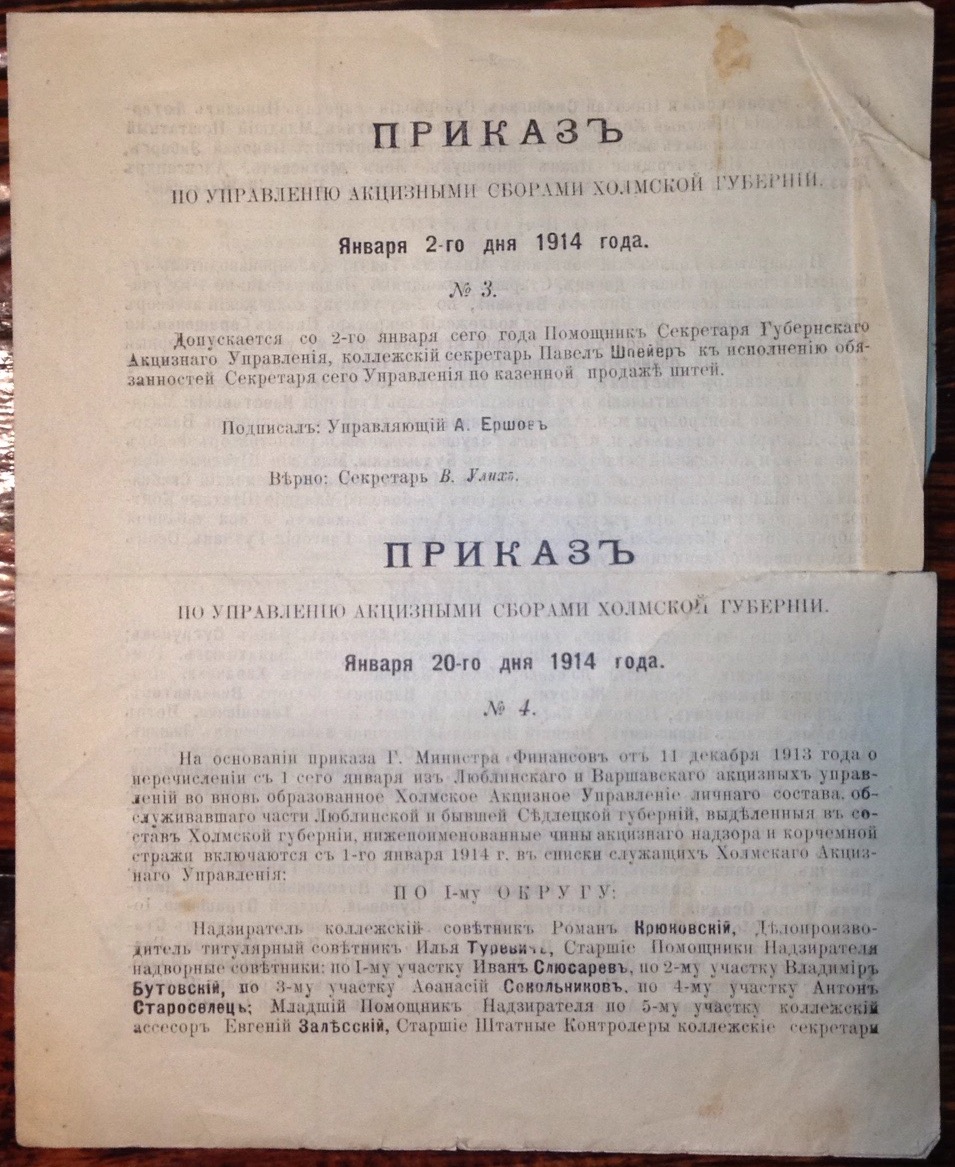 ПРИКАЗЪ
ПО УПРАВЛЕНІЮ АКЦИЗНЫМИ СБОРАМИ ХОЛМСКОЙ ГУБЕРНІИ.
Января 2-го дня 1914 года.
№ 3.
Допускается со 2-го января сего года Помощникъ Секретаря Губернскаго
Акцизнаго Управленія, коллежскій секретарь Павелъ Шпейеръ къ исполненію обя-
занностей Секретаря сего Управленія по казенной продажѣ питей.
Подписалъ: Управляющій А. Ершовъ
Вѣрно: Секретарь В. Улихъ.
ПРИКАЗЪ
ПО УПРАВЛЕНІЮ АКЦИЗНЫМИ СБОРАМИ ХОЛМСКОЙ ГУБЕРНІИ.
Января 20-го дня 1914 года.
№ 4.
На основаніи приказа Г. Министра Финансовъ отъ 11 декабря 1913 года о
перечисленіи съ 1 сего января изъ Люблинскаго и Варшавскаго акцизныхъ управ-
леній во вновь образованное Холмское Акцизное Управленіе личнаго состава, об-
служивавшаго части Люблинской и бывшей Сѣдлецкой губерній, выдѣленныя въ со-
ставъ Холмской губерніи, нижепоименованные чины акцизнаго надзора и корчемной
стражи включаются съ 1-го января 1914 г. въ списки служащихъ Холмскаго Акциз-
наго Управленія:
ПО I-му ОКРУГУ:
Надзиратель коллежскій совѣтникъ Романъ Крюковскій, Дѣлопроизво-
дитель титулярный совѣтникъ Илья Старшіе Помощники Надзирателя
надворные совѣтники: по I-му участку Иванъ Слюсаревъ, по 2-му участку Владиміръ
Бутовскій, по 3-му участку Аѳанасій Сокольниковъ, по 4-му участку Антонъ
Староселецъ; Младшій Помощникъ Надзирателя по 5-му участку коллежскій
ассесоръ Евгеній Залѣсскій, Старшіе Штатные Контролеры коллежскіе секретари